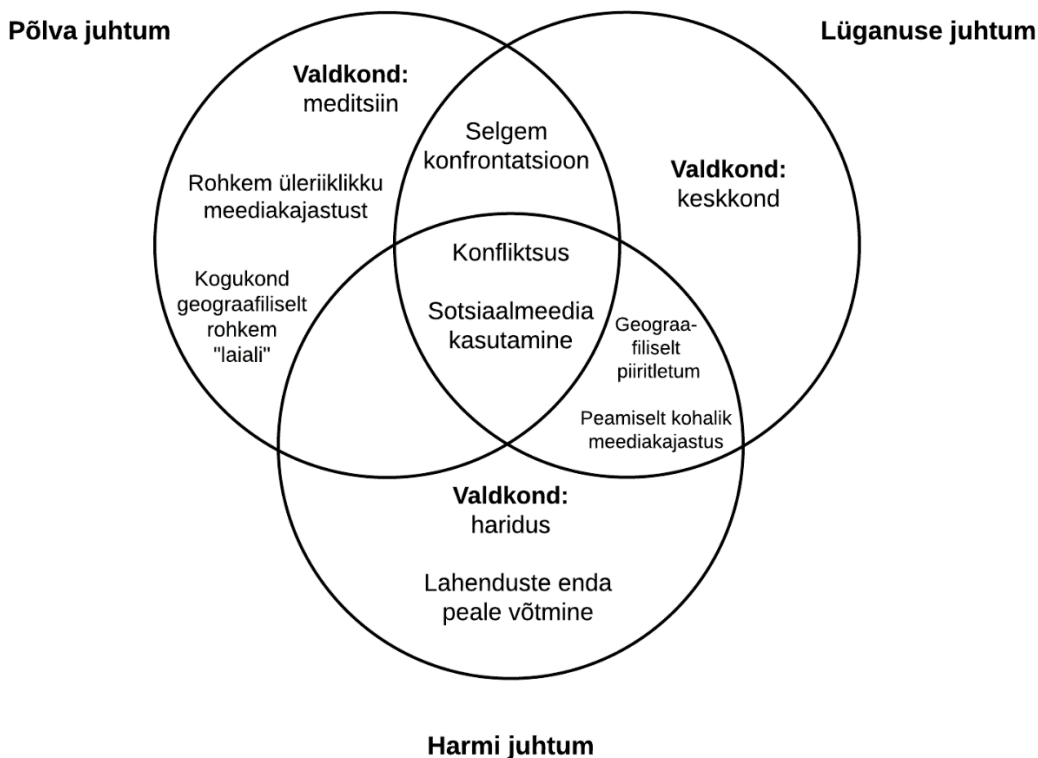 Põlva juhtum
Lüganuse juhtum
Valdkond:
meditsiin
Rohkem üleriiklikku
meediakajastust
Kogukond
geograafiliselt
rohkem
"laiali"
Selgem
konfrontatsioon
Valdkond:
keskkond
Konfliktsus
Sotsiaalmeedia
kasutamine
Geograa-
filiselt
piiritletum
Peamiselt kohalik
meediakajastus
Valdkond:
haridus
Lahenduste enda
peale võtmine
Harmi juhtum